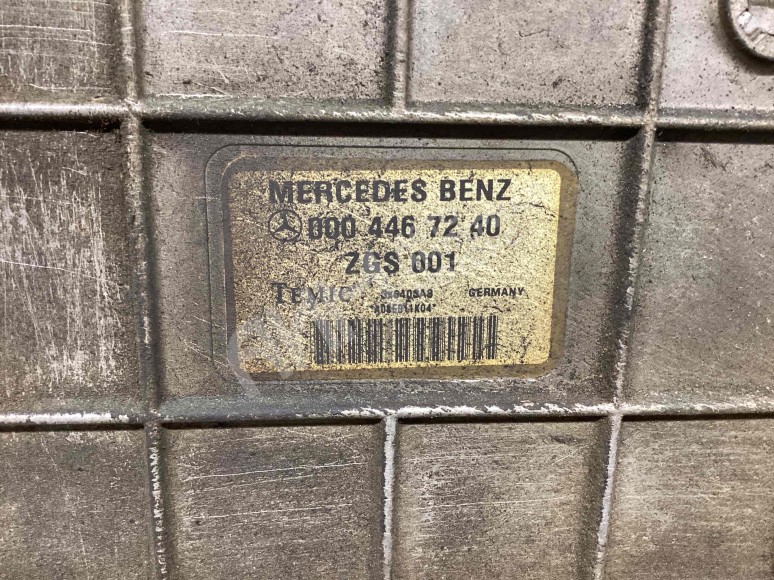 MERCEDES BENZ
000 446 72 40
ZGS 001
TEMIC GERMANY